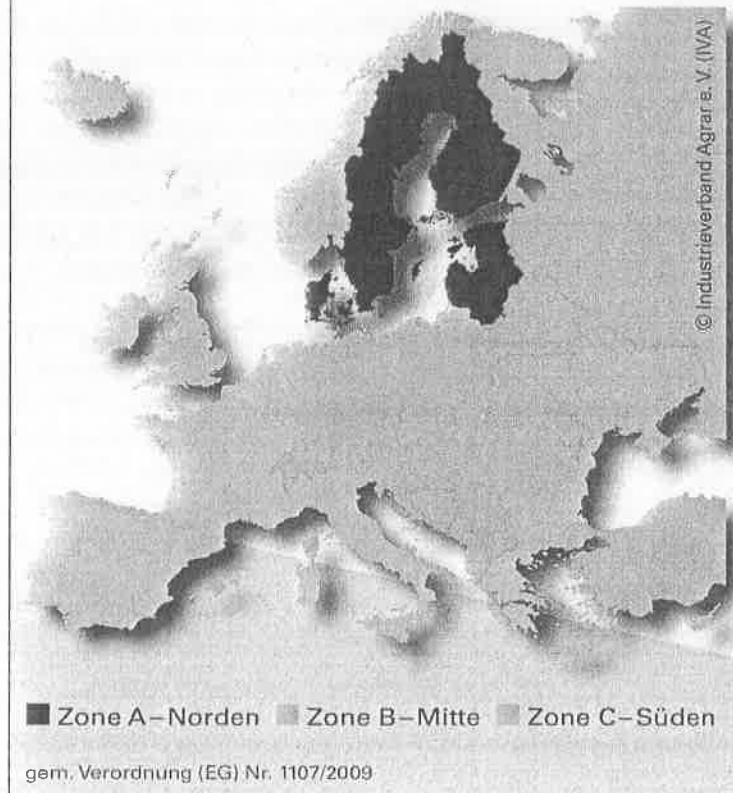 © Industrieverband Agrar e. V. (IVA)
Zone A–Norden Zone B–Mitte Zone C–Süden
gem. Verordnung (EG) Nr. 1107/2009